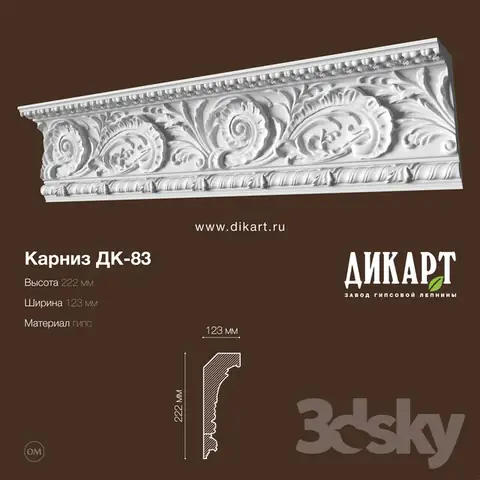 www.dikart.ru
Карниз ДК-83
Высота 222 мм
Ширина 123 мм
Материал гипс
ДИКАРТ
ЗАВОД ГИПСОВОЙ ЛЕПНИНЫ
123 мм
222 мм
3dsky
ОМ